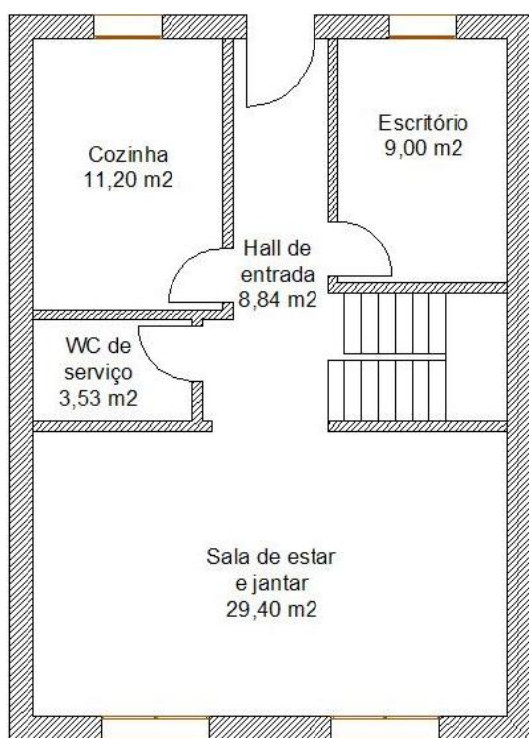 Cozinha
11,20 m2
Escritório
9,00 m2
Hall de
entrada
8,84 m2
WC de
serviço
3,53 m2
Sala de estar
e jantar
29,40 m2